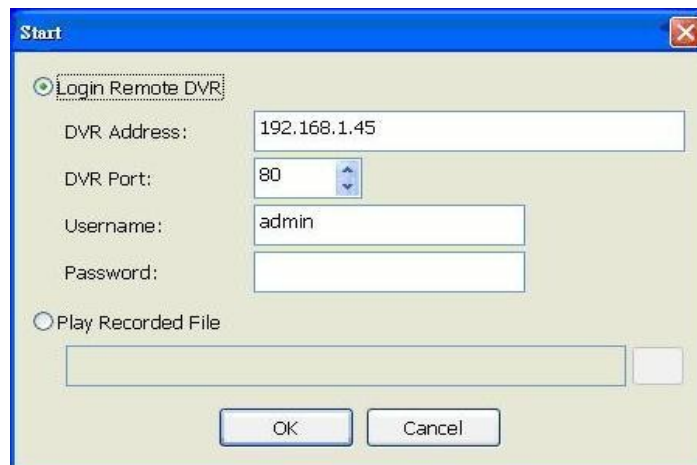 Start
Login Remote DVR
DVR Address: 192.168.1.45
DVR Port: 80
Username: admin
Password:
Play Recorded File
OK Cancel